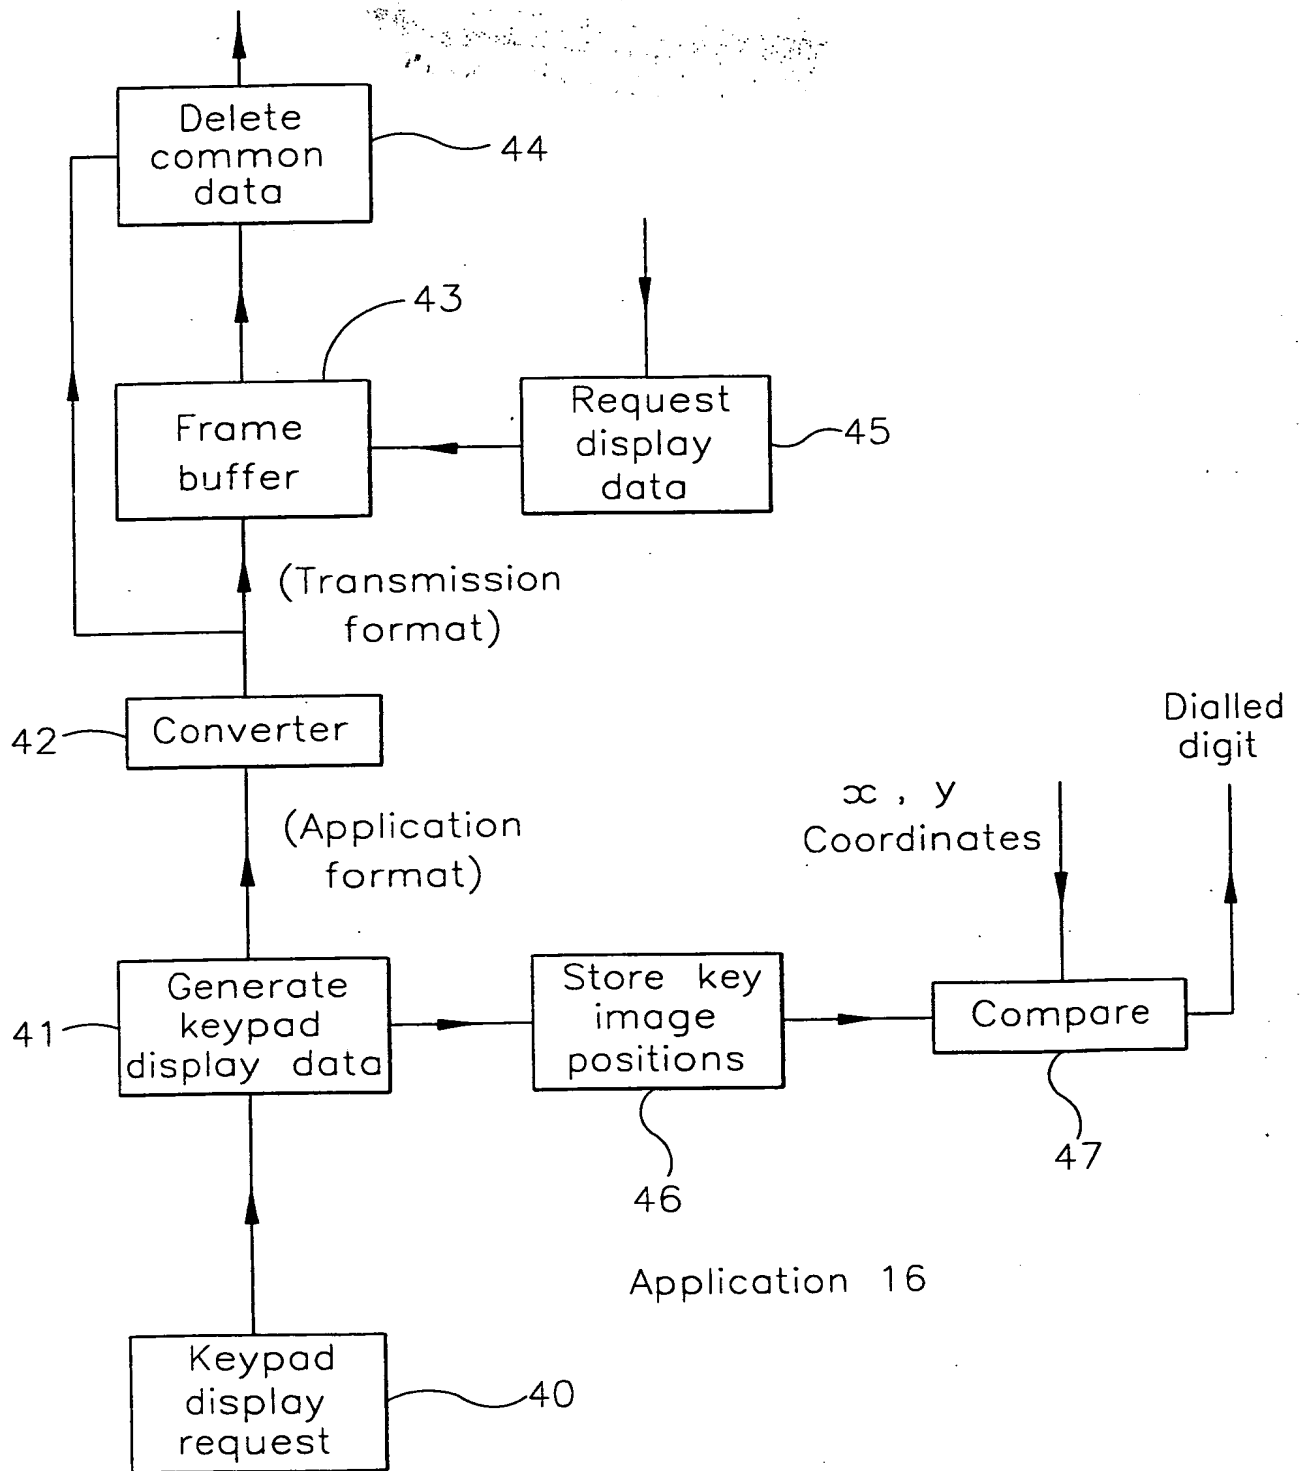 Delete
common
data
44
43
Frame
buffer
Request
display
data
45
(Transmission
format)
42
Converter
Dialled
digit
x , y
Coordinates
(Application
format)
41
Generate
keypad
display data
Store key
image
positions
Compare
46
47
Application 16
Keypad
display
request
40